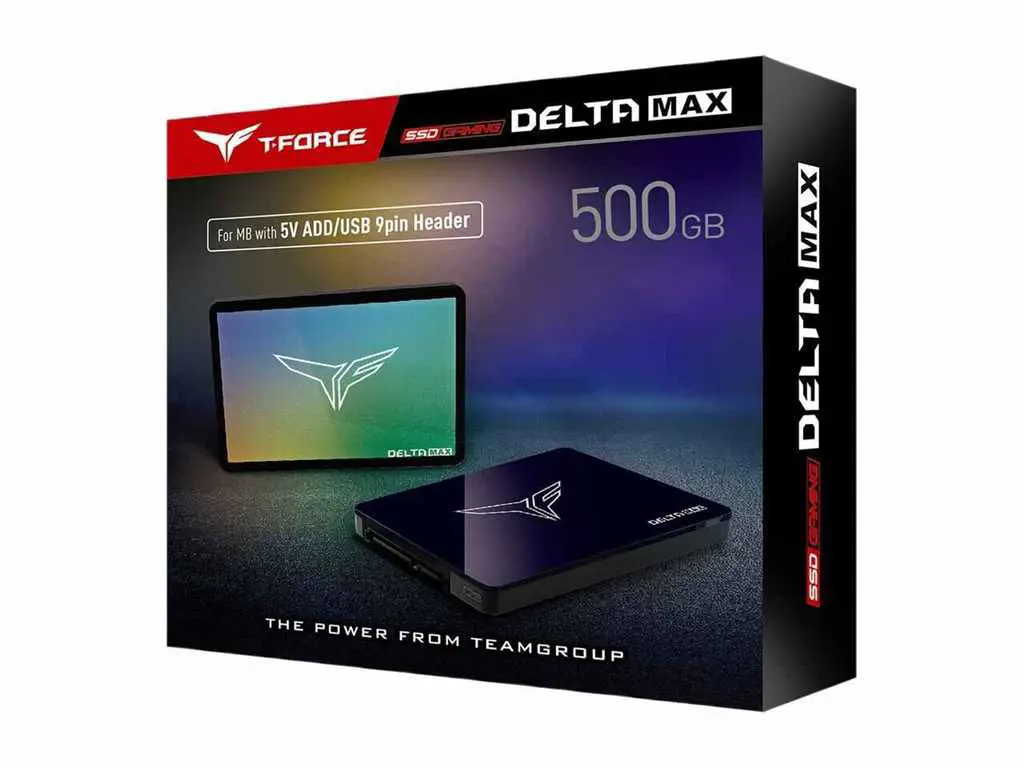 T-FORCE
SSD GAMING DELTA MAX
For MB with 5V ADD/USB 9pin Header
500GB
DELTA MAX
DELTA MAX
THE POWER FROM TEAMGROUP
SSD GAMING DELTA MAX